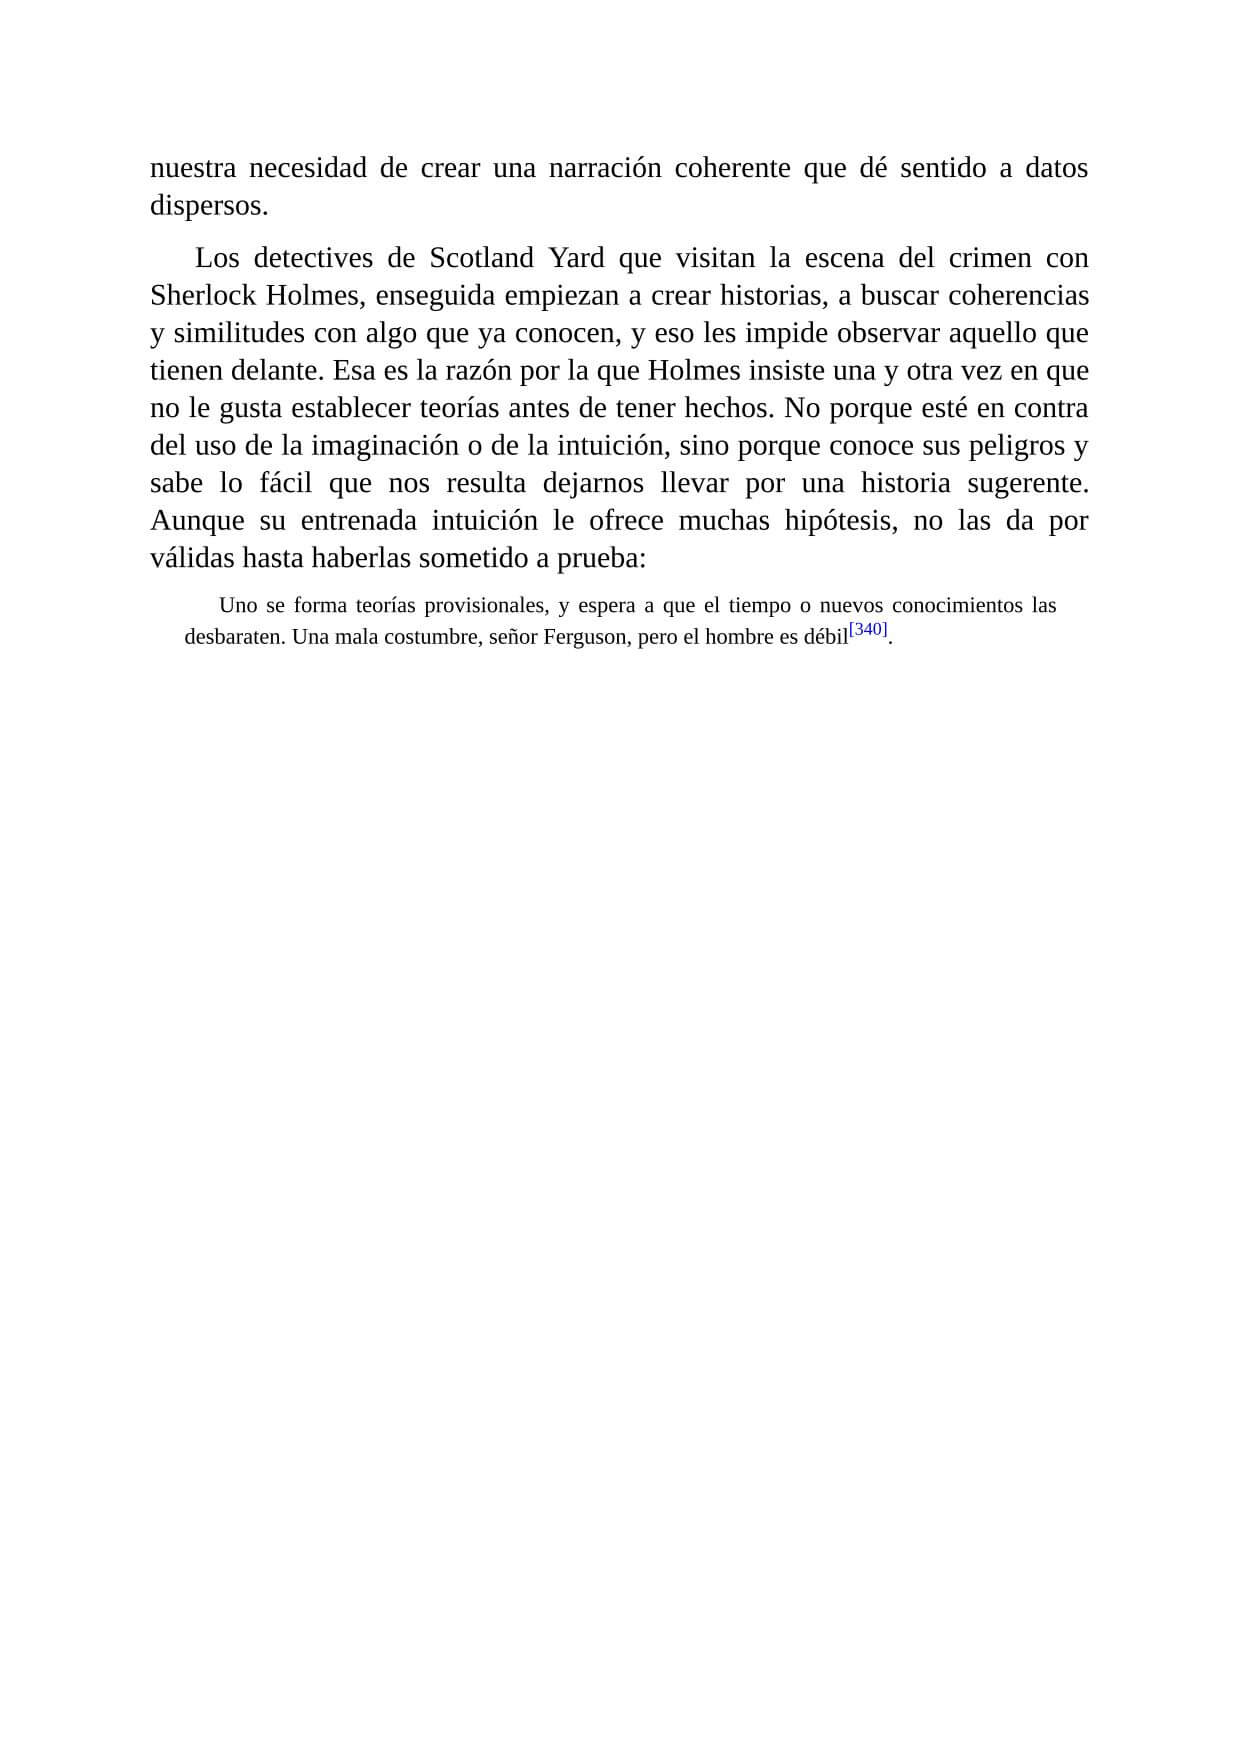 nuestra necesidad de crear una narración coherente que dé sentido a datos
dispersos.
Los detectives de Scotland Yard que visitan la escena del crimen con
Sherlock Holmes, enseguida empiezan a crear historias, a buscar coherencias
y similitudes con algo que ya conocen, y eso les impide observar aquello que
tienen delante. Esa es la razón por la que Holmes insiste una y otra vez en que
no le gusta establecer teorías antes de tener hechos. No porque esté en contra
del uso de la imaginación o de la intuición, sino porque conoce sus peligros y
sabe lo fácil que nos resulta dejarnos llevar por una historia sugerente.
Aunque su entrenada intuición le ofrece muchas hipótesis, no las da por
válidas hasta haberlas sometido a prueba:
Uno se forma teorías provisionales, y espera a que el tiempo o nuevos conocimientos las
desbaraten. Una mala costumbre, señor Ferguson, pero el hombre es débil[340].